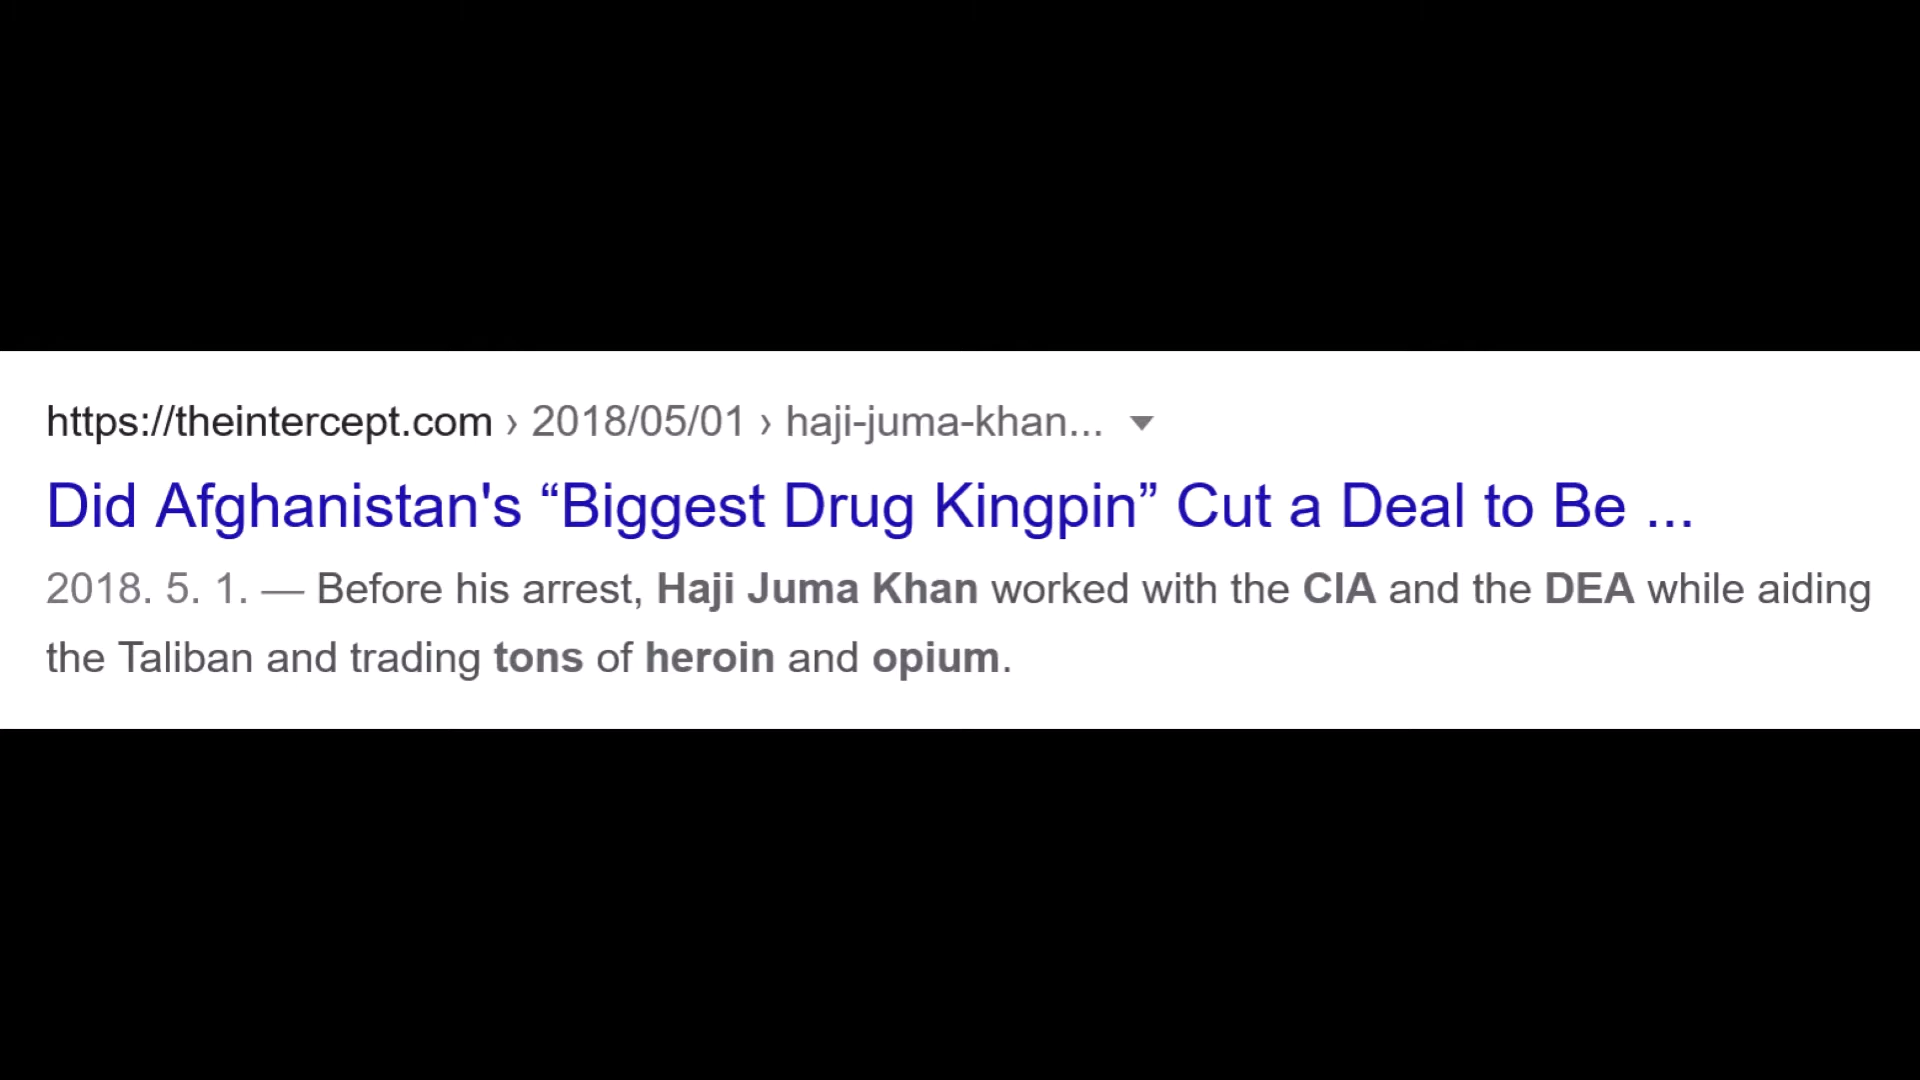 https://theintercept.com › 2018/05/01 › haji-juma-khan...
Did Afghanistan's “Biggest Drug Kingpin” Cut a Deal to Be ...
2018. 5. 1. — Before his arrest, Haji Juma Khan worked with the CIA and the DEA while aiding
the Taliban and trading tons of heroin and opium.